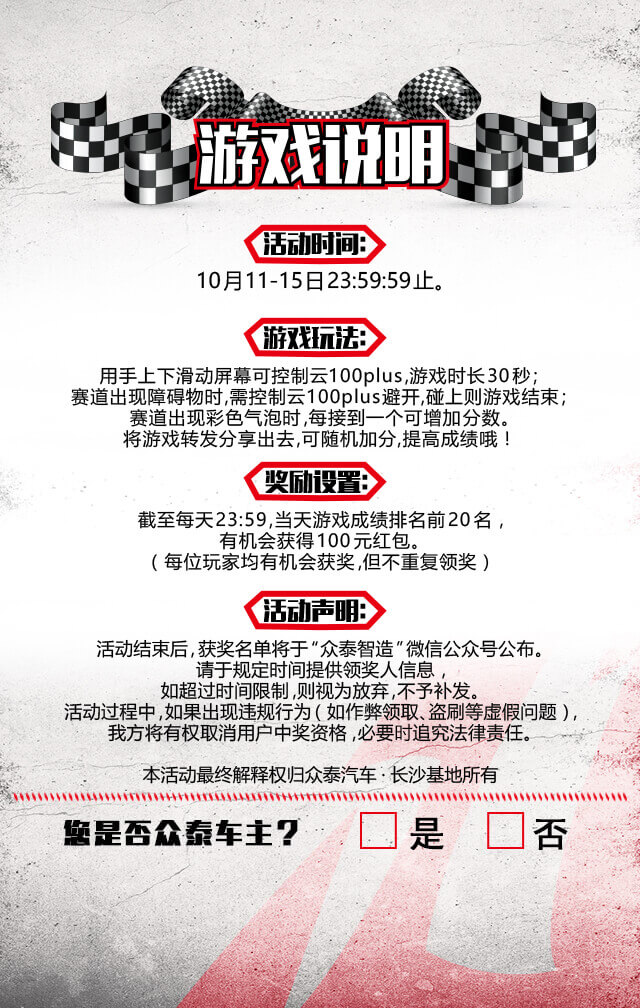 游戏说明
活动时间:
10月11-15日23:59:59止。
游戏玩法:
用手上下滑动屏幕可控制云100plus,游戏时长30秒;
赛道出现障碍物时,需控制云100plus避开,碰上则游戏结束;
赛道出现彩色气泡时,每接到一个可增加分数。
将游戏转发分享出去,可随机加分,提高成绩哦!
奖励设置:
截至每天23:59,当天游戏成绩排名前20名,
有机会获得100元红包。
(每位玩家均有机会获奖,但不重复领奖)
活动声明:
活动结束后,获奖名单将于“众泰智造”微信公众号公布。
请于规定时间提供领奖人信息,
如超过时间限制,则视为放弃,不予补发。
活动过程中,如果出现违规行为(如作弊领取、盗刷等虚假问题),
我方将有权取消用户中奖资格,必要时追究法律责任。
本活动最终解释权归众泰汽车·长沙基地所有
您是否众泰车主? 是 否